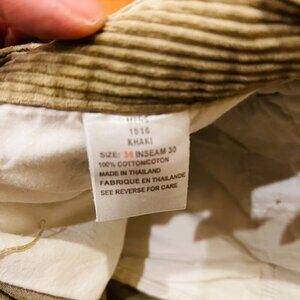 MENS
1516
KHAKI
SIZE: 36 INSEAM 30
100% COTTON/COTON
MADE IN THAILAND
FABRIQUE EN THAILANDE
SEE REVERSE FOR CARE